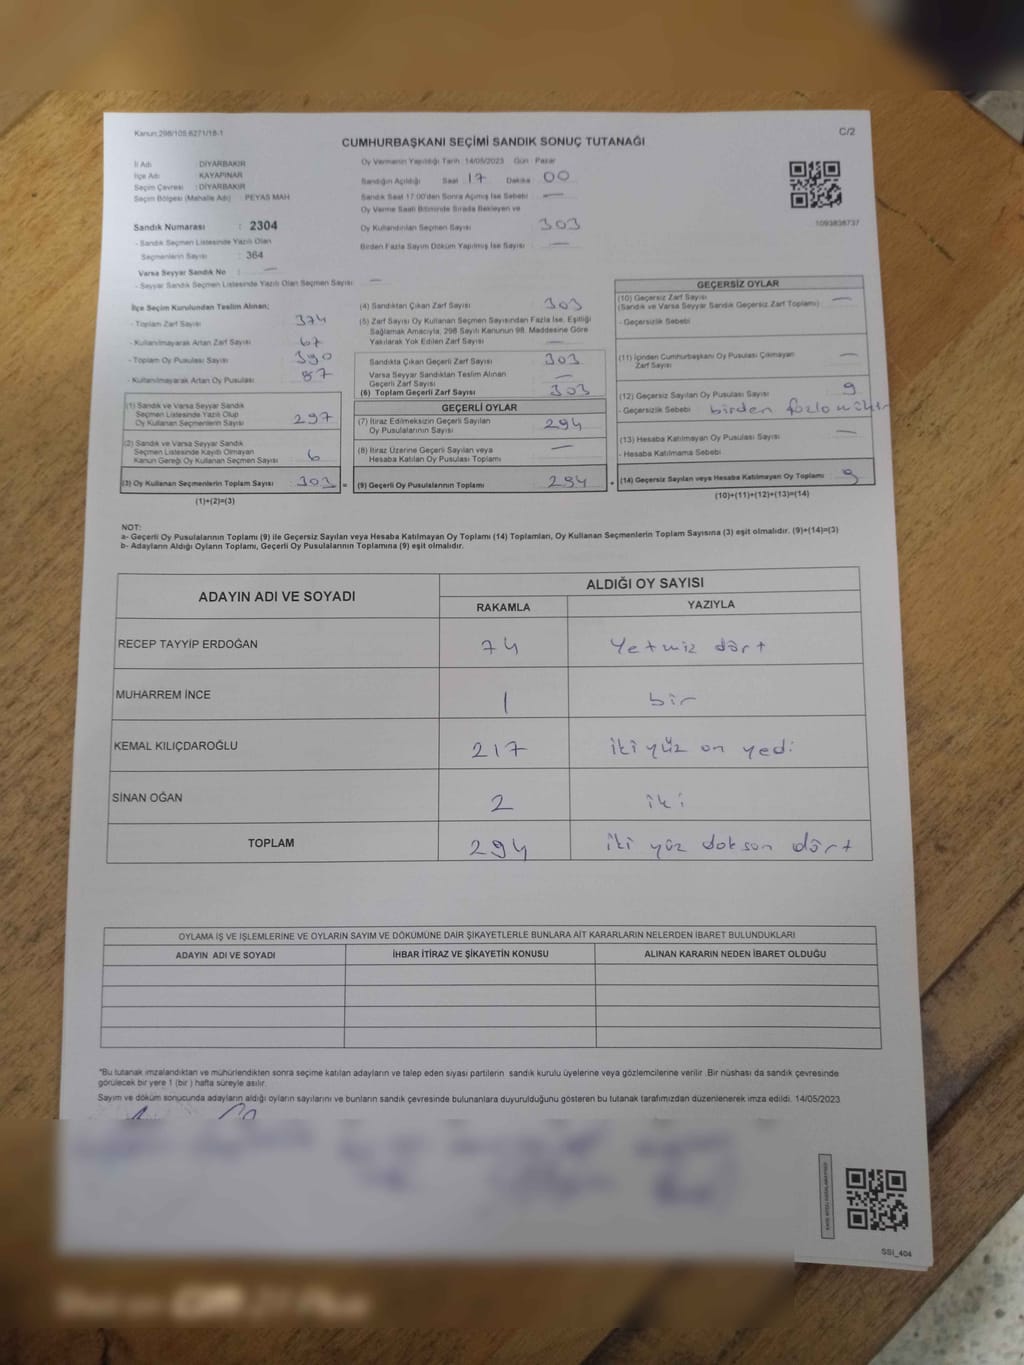 Kanun:298/105.6271/18-1
C/2
CUMHURBAŞKANI SEÇİMİ SANDIK SONUÇ TUTANAĞI
İl Adı : DİYARBAKIR
İlçe Adı : KAYAPINAR
Seçim Çevresi : DİYARBAKIR
Seçim Bölgesi (Mahalle Adı) PEYAS MAH
Sandık Numarası : 2304
- Sandık Seçmen Listesinde Yazılı Olan
Seçmenlerin Sayısı : 364
Varsa Seyyar Sandık No : —
- Seyyar Sandık Seçmen Listesinde Yazılı Olan Seçmen Sayısı —
Oy Vermenin Yapıldığı Tarih :14/05/2023 Gün : Pazar
Sandığın Açıldığı Saat 17 Dakika 00
Sandık Saat 17:00'den Sonra Açılmış İse Sebebi —
Oy Verme Saati Bitiminde Sırada Bekleyen ve
Oy Kullandırılan Seçmen Sayısı 303
Birden Fazla Sayım Döküm Yapılmış İse Sayısı —
1093836737
İlçe Seçim Kurulundan Teslim Alınan;
- Toplam Zarf Sayısı 374
- Kullanılmayarak Artan Zarf Sayısı 67
- Toplam Oy Pusulası Sayısı 390
- Kullanılmayarak Artan Oy Pusulası 87
(1) Sandık ve Varsa Seyyar Sandık
Seçmen Listesinde Yazılı Olup
Oy Kullanan Seçmenlerin Sayısı 297
(2) Sandık ve Varsa Seyyar Sandık
Seçmen Listesinde Kayıtlı Olmayan
Kanun Gereği Oy Kullanan Seçmen Sayısı 6
(3) Oy Kullanan Seçmenlerin Toplam Sayısı 303 =
(1)+(2)=(3)
(4) Sandıktan Çıkan Zarf Sayısı 303
(5) Zarf Sayısı Oy Kullanan Seçmen Sayısından Fazla İse, Eşitliği
Sağlamak Amacıyla, 298 Sayılı Kanunun 98. Maddesine Göre
Yakılarak Yok Edilen Zarf Sayısı —
Sandıkta Çıkan Geçerli Zarf Sayısı 303
Varsa Seyyar Sandıktan Teslim Alınan
Geçerli Zarf Sayısı —
(6) Toplam Geçerli Zarf Sayısı 303
GEÇERLİ OYLAR
(7) İtiraz Edilmeksizin Geçerli Sayılan
Oy Pusulalarının Sayısı 294
(8) İtiraz Üzerine Geçerli Sayılan veya
Hesaba Katılan Oy Pusulası Toplamı —
(9) Geçerli Oy Pusulalarının Toplamı 294 +
GEÇERSİZ OYLAR
(10) Geçersiz Zarf Sayısı —
(Sandık ve Varsa Seyyar Sandık Geçersiz Zarf Toplamı)
- Geçersizlik Sebebi
(11) İçinden Cumhurbaşkanı Oy Pusulası Çıkmayan
Zarf Sayısı —
(12) Geçersiz Sayılan Oy Pusulası Sayısı 9
- Geçersizlik Sebebi birden fazla mühür
(13) Hesaba Katılmayan Oy Pusulası Sayısı —
- Hesaba Katılmama Sebebi
(14) Geçersiz Sayılan veya Hesaba Katılmayan Oy Toplamı 9
(10)+(11)+(12)+(13)=(14)
NOT:
a- Geçerli Oy Pusulalarının Toplamı (9) ile Geçersiz Sayılan veya Hesaba Katılmayan Oy Toplamı (14) Toplamları, Oy Kullanan Seçmenlerin Toplam Sayısına (3) eşit olmalıdır. (9)+(14)=(3)
b- Adayların Aldığı Oyların Toplamı, Geçerli Oy Pusulalarının Toplamına (9) eşit olmalıdır.
ADAYIN ADI VE SOYADI ALDIĞI OY SAYISI
RAKAMLA YAZIYLA
RECEP TAYYİP ERDOĞAN 74 Yetmiz dört
MUHARREM İNCE 1 bir
KEMAL KILIÇDAROĞLU 217 iki yüz on yedi
SİNAN OĞAN 2 iki
TOPLAM 294 iki yüz doksan dört
OYLAMA İŞ VE İŞLEMLERİNE VE OYLARIN SAYIM VE DÖKÜMÜNE DAİR ŞİKAYETLERLE BUNLARA AİT KARARLARIN NELERDEN İBARET BULUNDUKLARI
ADAYIN ADI VE SOYADI İHBAR İTİRAZ VE ŞİKAYETİN KONUSU ALINAN KARARIN NEDEN İBARET OLDUĞU
*Bu tutanak imzalandıktan ve mühürlendikten sonra seçime katılan adayların ve talep eden siyasi partilerin sandık kurulu üyelerine veya gözlemcilerine verilir .Bir nüshası da sandık çevresinde
görülecek bir yere 1 (bir ) hafta süreyle asılır.
Sayım ve döküm sonucunda adayların aldığı oyların sayılarını ve bunların sandık çevresinde bulunanlara duyurulduğunu gösteren bu tutanak tarafımızdan düzenlenerek imza edildi. 14/05/2023
SSI_404